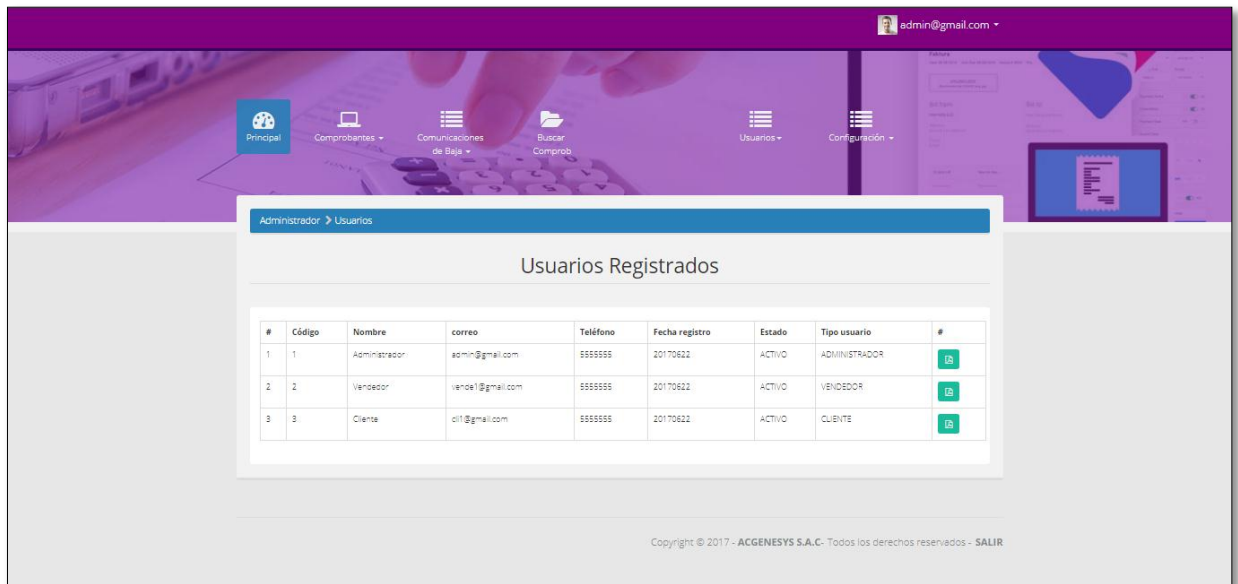 admin@gmail.com
Principal
Comprobantes
Comunicaciones
de Baja
Buscar
Comprob
Usuarios
Configuración
Administrador > Usuarios
Usuarios Registrados
# Código Nombre correo Teléfono Fecha registro Estado Tipo usuario #
1 1 Administrador admin@gmail.com 5555555 20170622 ACTIVO ADMINISTRADOR
2 2 Vendedor vende1@gmail.com 5555555 20170622 ACTIVO VENDEDOR
3 3 Cliente cli1@gmail.com 5555555 20170622 ACTIVO CLIENTE
Copyright © 2017 - ACGENESYS S.A.C- Todos los derechos reservados - SALIR